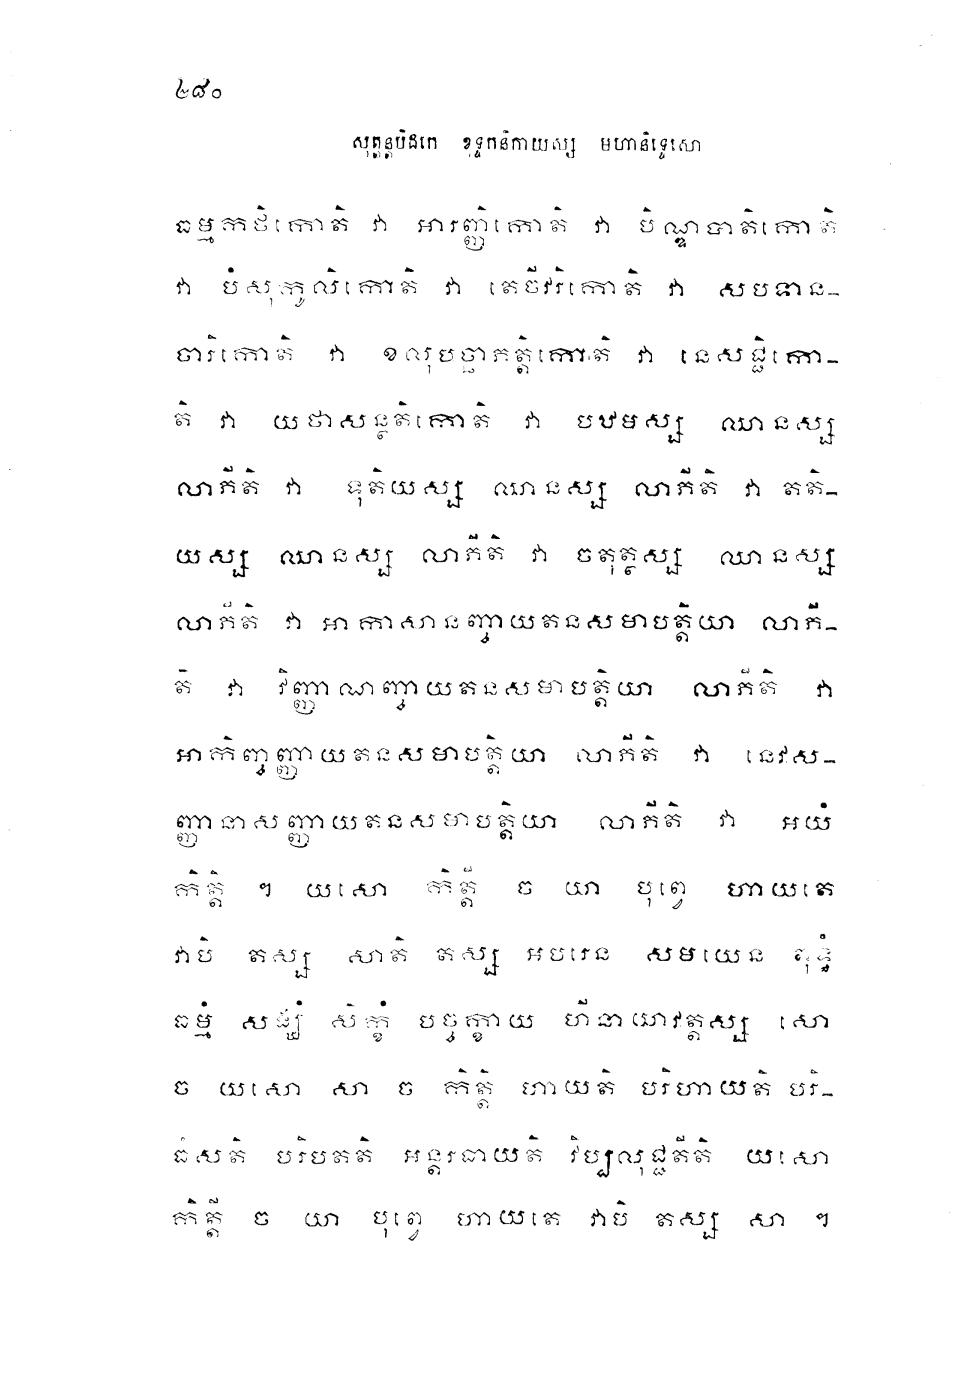 ២៨០
សុត្តន្តបិដកេ ខុទ្ទកនិកាយស្ស មហានិទ្ទេសោ
ធម្មកថិកោតិ វា អារញ្ញិកោតិ វា បិណ្ឌបាតិកោតិ
វា បំសុកូលិកោតិ វា តេចីវរិកោតិ វា សបទាន-
ចារិកោតិ វា ខលុបច្ឆាភត្តិកោតិ វា នេសជ្ជិកោ-
តិ វា យថាសន្ថតិកោតិ វា បឋមស្ស ឈានស្ស
លាភីតិ វា ទុតិយស្ស ឈានស្ស លាភីតិ វា តតិ-
យស្ស ឈានស្ស លាភីតិ វា ចតុត្ថស្ស ឈានស្ស
លាភីតិ វា អាកាសានញ្ចាយតនសមាបត្តិយា លាភី-
តិ វា វិញ្ញាណញ្ចាយតនសមាបត្តិយា លាភីតិ វា
អាកិញ្ចញ្ញាយតនសមាបត្តិយា លាភីតិ វា នេវស-
ញ្ញានាសញ្ញាយតនសមាបត្តិយា លាភីតិ វា អយំ
កិត្តិ ។ យសោ កិត្តី ច យា បុព្វេ ហាយតេ
វាបិ តស្ស សាតិ តស្ស អបរេន សមយេន ពុទ្ធំ
ធម្មំ សង្ឃំ សិក្ខំ បច្ចក្ខាយ ហីនាយាវត្តស្ស សោ
ច យសោ សា ច កិត្តិ ហាយតិ បរិហាយតិ បរិ-
ធំសតិ បរិបតតិ អន្តរធាយតិ វិប្បលុជ្ជតីតិ យសោ
កិត្តី ច យា បុព្វេ ហាយតេ វាបិ តស្ស សា ។